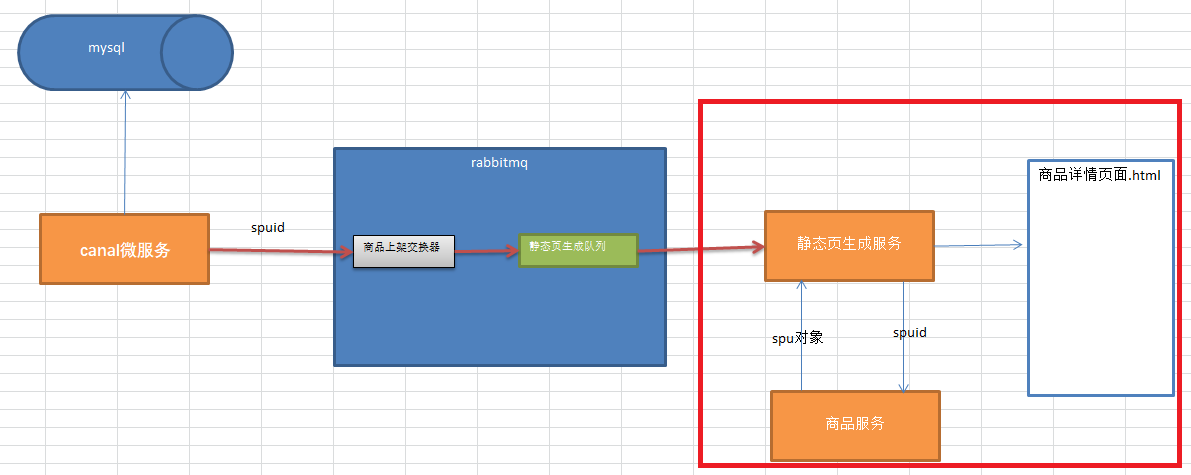 mysql
canal微服务
spuid
rabbitmq
商品上架交换器
静态页生成队列
静态页生成服务
商品详情页面.html
spu对象
spuid
商品服务